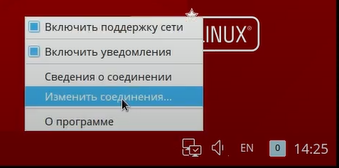 Включить поддержку сети
LINUX®
Включить уведомления
Сведения о соединении
Изменить соединения...
О программе
EN
0
14:25